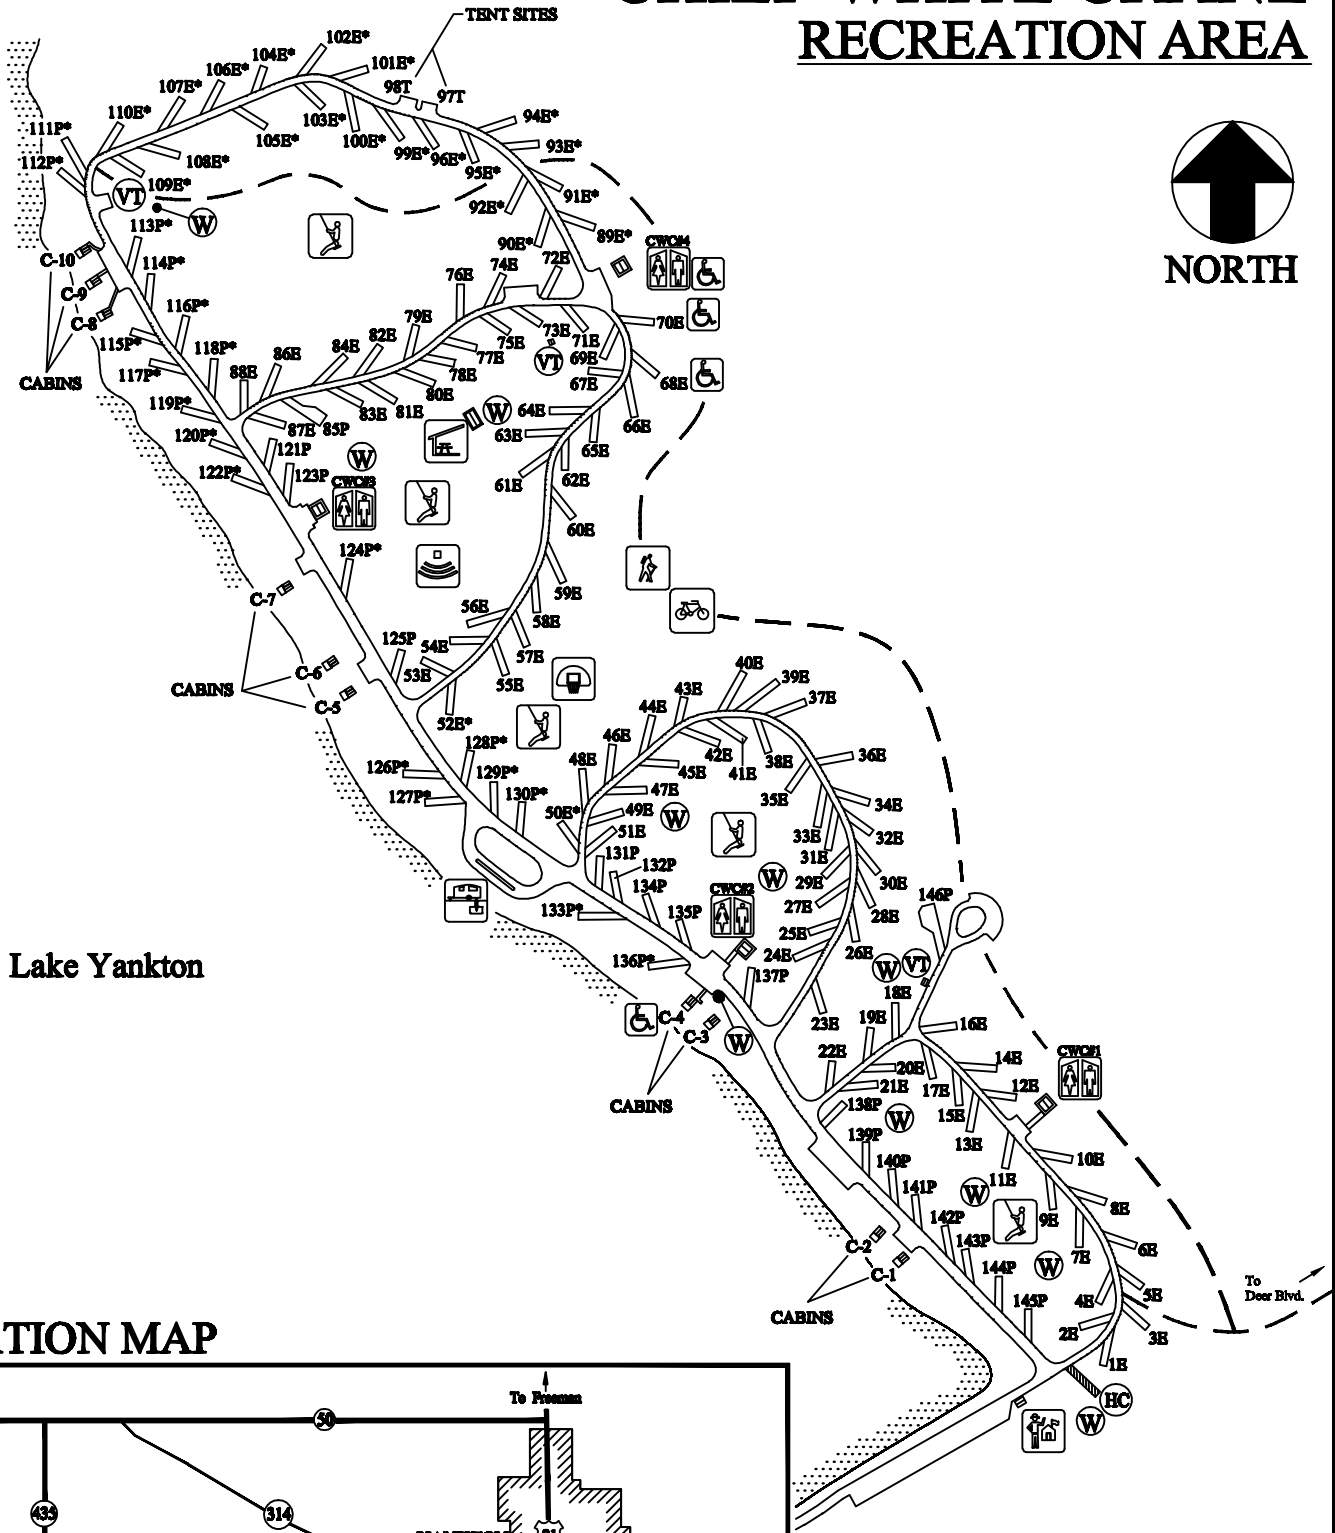 RECREATION AREA
NORTH
TENT SITES
102E*
104E*
101E*
106E*
98T
97T
107E*
110E*
103E*
94E*
111P*
105E*
100E*
99E*
96E*
93E*
112P*
108E*
95E*
109E*
VT
91E*
92E*
W
113P*
89E*
90E*
CWC#4
C-10
114P*
72E
74E
76E
C-9
116P*
C-8
79E
73E
70E
115P*
82E
75E
71E
118P*
84E
77E
VT
69E
86E
117P*
88E
78E
67E
68E
CABINS
80E
119P*
83E
81E
W
64E
66E
87E
85P
63E
120P*
121P
65E
W
122P*
123P
CWC#3
61E
62E
60E
124P*
C-7
59E
56E
58E
125P
54E
57E
C-6
53E
55E
CABINS
C-5
52E*
40E
39E
43E
37E
44E
128P*
46E
42E
38E
36E
48E
45E
41E
126P*
129P*
47E
35E
127P*
130P*
50E*
49E
34E
W
51E
33E
32E
131P
31E
132P
W
29E
30E
134P
CWC#2
27E
146P
133P*
135P
28E
25E
24E
26E
136P*
W
VT
Lake Yankton
137P
18E
C-4
23E
19E
16E
C-3
W
22E
14E
CWC#1
20E
21E
17E
12E
CABINS
138P
W
15E
139P
13E
140P
10E
11E
141P
W
142P
9E
8E
C-2
143P
7E
6E
C-1
144P
W
5E
145P
4E
To
Deer Blvd.
CABINS
2E
3E
1E
HC
W
TION MAP
To Freeman
50
435
314